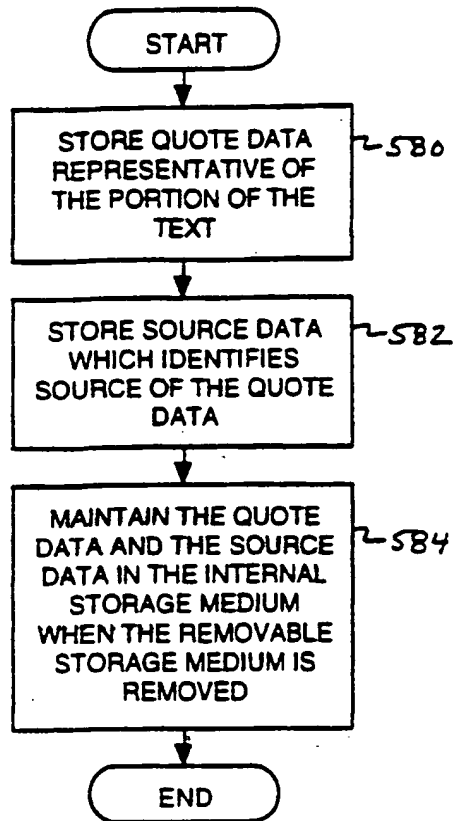 START
STORE QUOTE DATA
REPRESENTATIVE OF
THE PORTION OF THE
TEXT
580
STORE SOURCE DATA
WHICH IDENTIFIES
SOURCE OF THE QUOTE
DATA
582
MAINTAIN THE QUOTE
DATA AND THE SOURCE
DATA IN THE INTERNAL
STORAGE MEDIUM
WHEN THE REMOVABLE
STORAGE MEDIUM IS
REMOVED
584
END